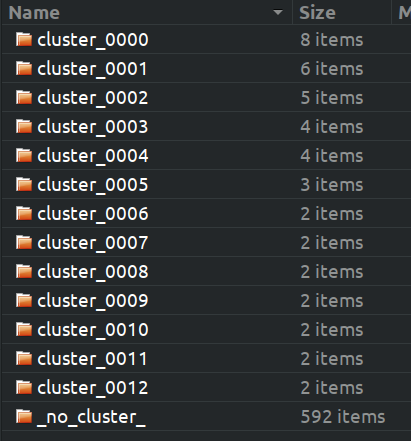 Name Size M
cluster_0000 8 items
cluster_0001 6 items
cluster_0002 5 items
cluster_0003 4 items
cluster_0004 4 items
cluster_0005 3 items
cluster_0006 2 items
cluster_0007 2 items
cluster_0008 2 items
cluster_0009 2 items
cluster_0010 2 items
cluster_0011 2 items
cluster_0012 2 items
_no_cluster_ 592 items